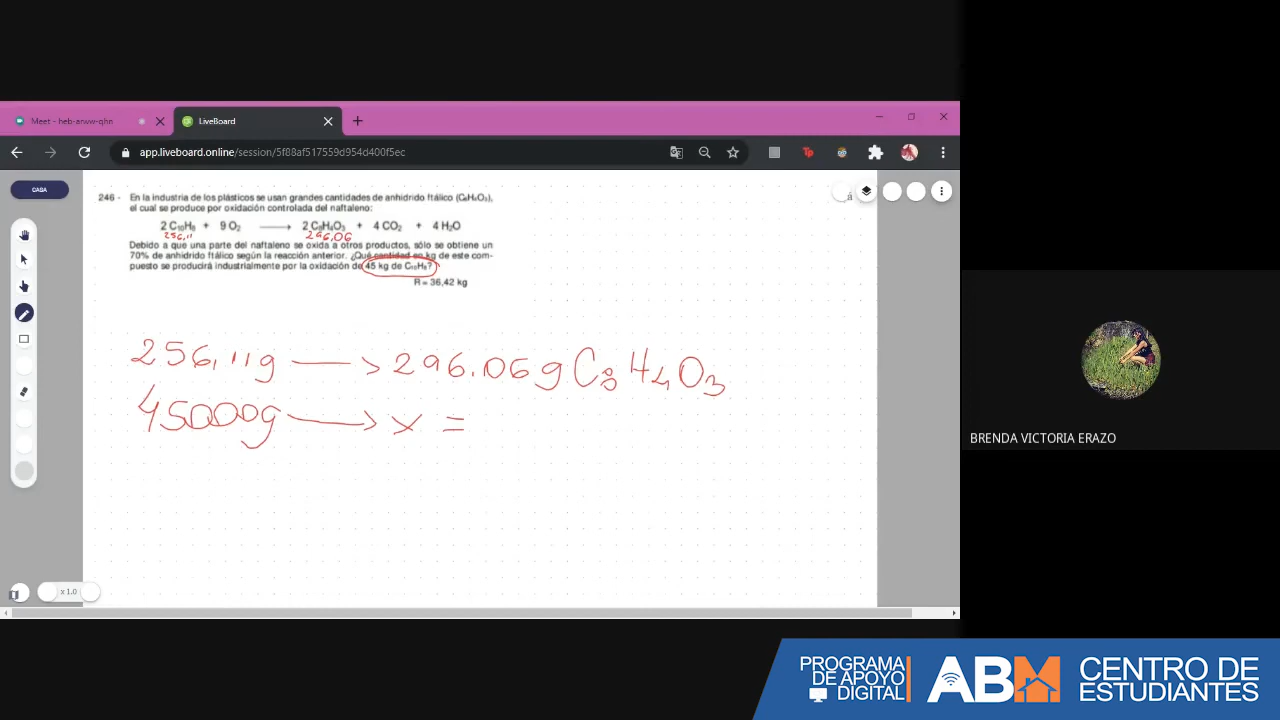 Meet - heb-anww-qhn
LiveBoard
app.liveboard.online/session/5f88af517559d954d400f5ec
CASA
246 - En la industria de los plásticos se usan grandes cantidades de anhidrido ftálico (C₈H₄O₃),
el cual se produce por oxidación controlada del naftaleno:
2 C₁₀H₈ + 9 O₂ ⟶ 2 C₈H₄O₃ + 4 CO₂ + 4 H₂O
256,11 296,06
Debido a que una parte del naftaleno se oxida a otros productos, sólo se obtiene un
70% de anhidrido ftálico según la reacción anterior. ¿Qué cantidad en kg de este com-
puesto se producirá industrialmente por la oxidación de 45 kg de C₁₀H₈?
R = 36,42 kg
256,11g ⟶ 296.06g C₈H₄O₃
45000g ⟶ x =
x 1.0
BRENDA VICTORIA ERAZO
PROGRAMA
DE APOYO
DIGITAL
ABM
CENTRO DE
ESTUDIANTES